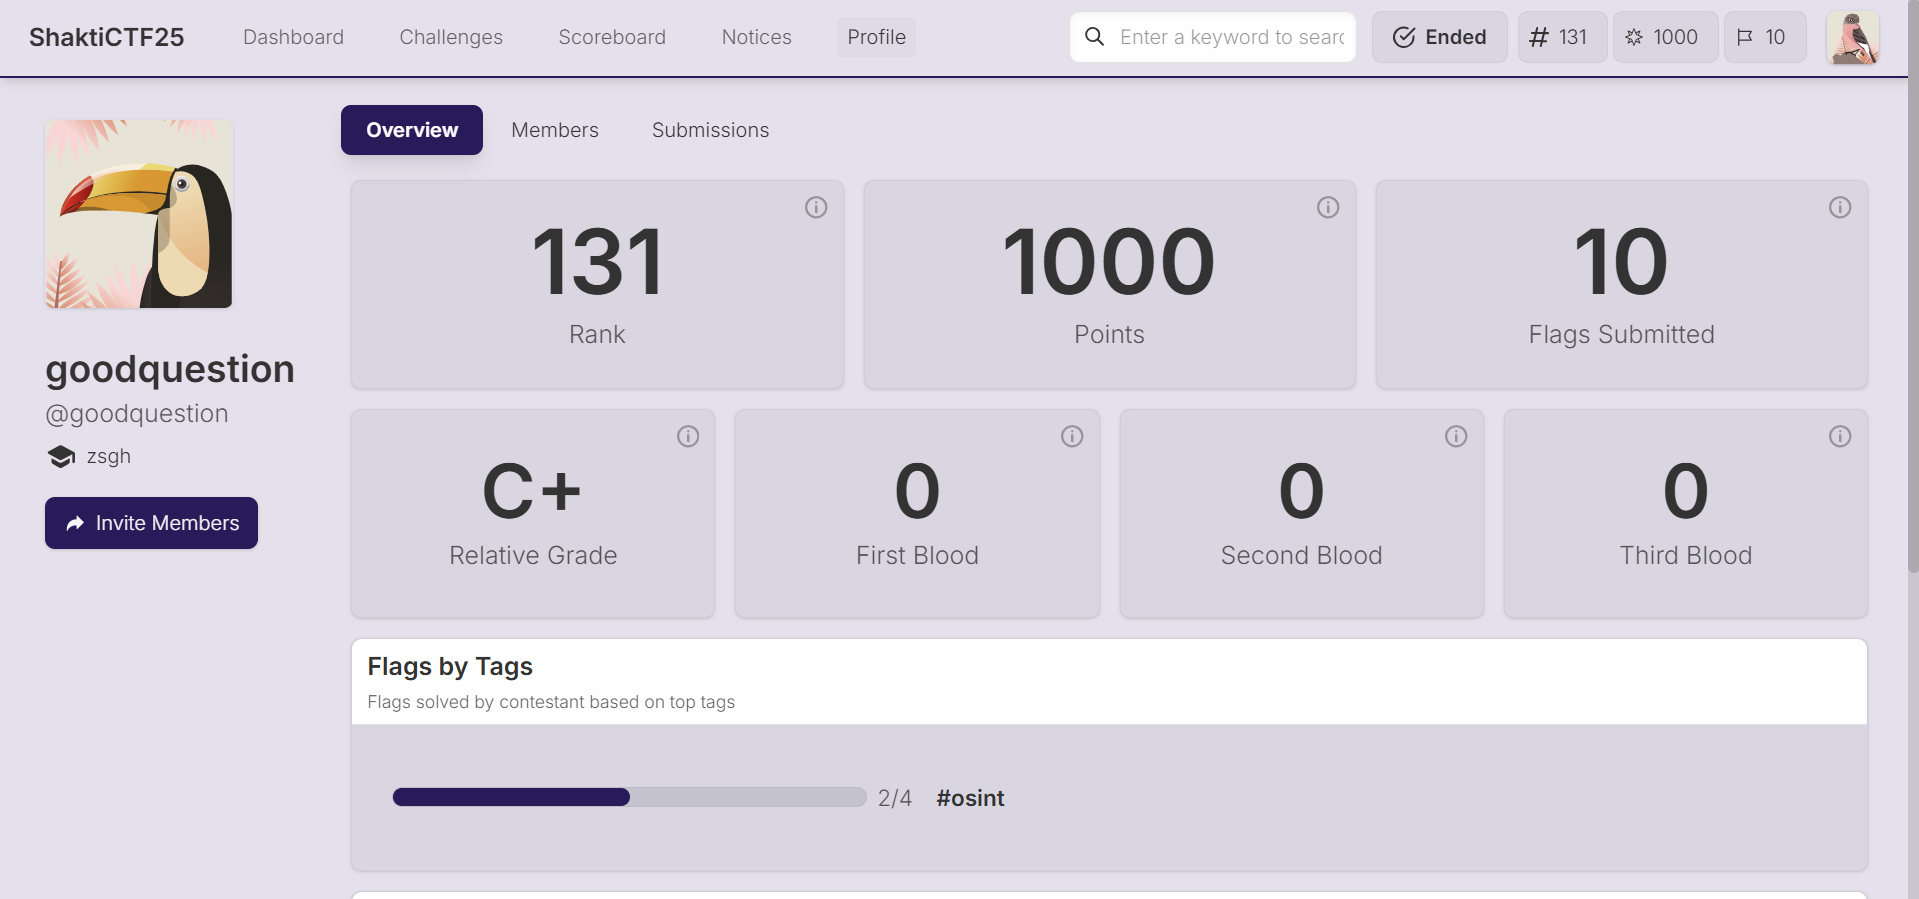 ShaktiCTF25 Dashboard Challenges Scoreboard Notices Profile Enter a keyword to searc Ended # 131 1000 10
Overview Members Submissions
131
Rank
1000
Points
10
Flags Submitted
goodquestion
@goodquestion
zsgh
Invite Members
C+
Relative Grade
0
First Blood
0
Second Blood
0
Third Blood
Flags by Tags
Flags solved by contestant based on top tags
2/4 #osint